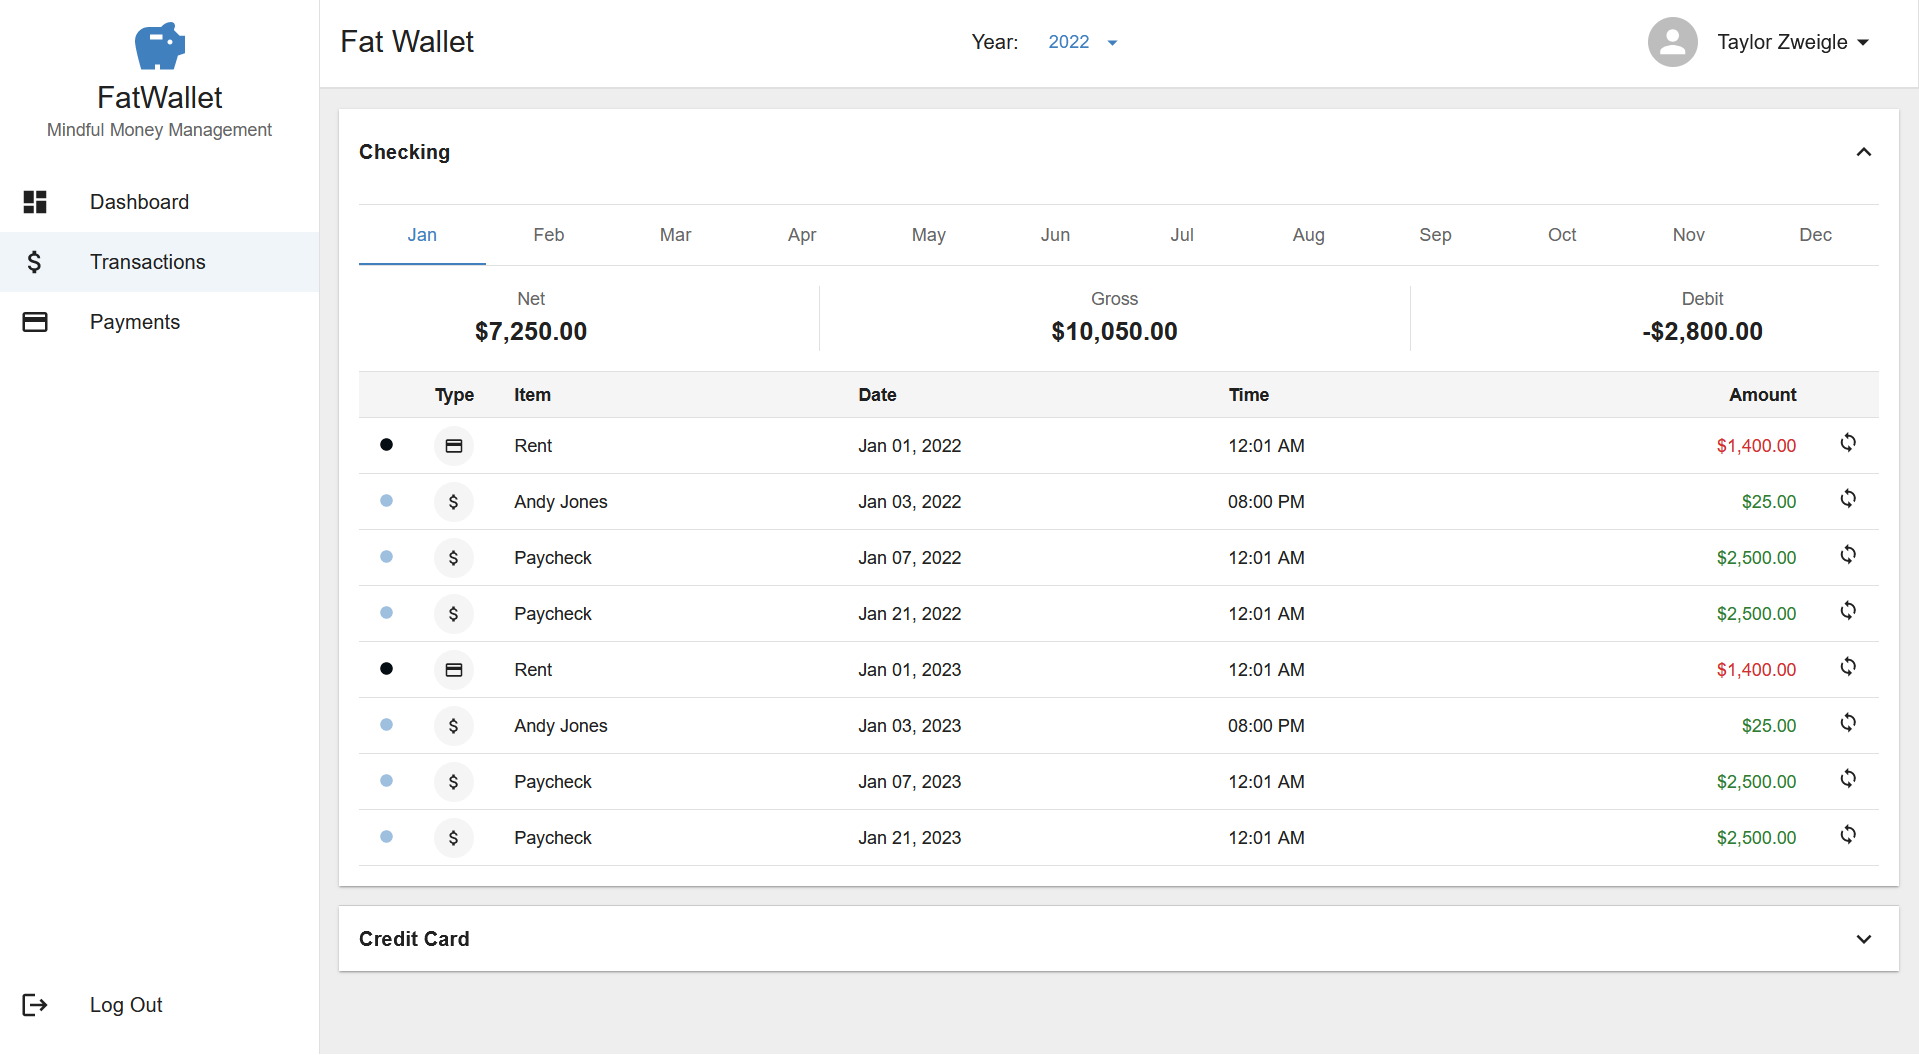 FatWallet
Mindful Money Management
Dashboard
Transactions
Payments
Log Out
Fat Wallet
Year: 2022
Taylor Zweigle
Checking
Jan Feb Mar Apr May Jun Jul Aug Sep Oct Nov Dec
Net Gross Debit
$7,250.00 $10,050.00 -$2,800.00
Type Item Date Time Amount
Rent Jan 01, 2022 12:01 AM $1,400.00
$ Andy Jones Jan 03, 2022 08:00 PM $25.00
$ Paycheck Jan 07, 2022 12:01 AM $2,500.00
$ Paycheck Jan 21, 2022 12:01 AM $2,500.00
Rent Jan 01, 2023 12:01 AM $1,400.00
$ Andy Jones Jan 03, 2023 08:00 PM $25.00
$ Paycheck Jan 07, 2023 12:01 AM $2,500.00
$ Paycheck Jan 21, 2023 12:01 AM $2,500.00
Credit Card